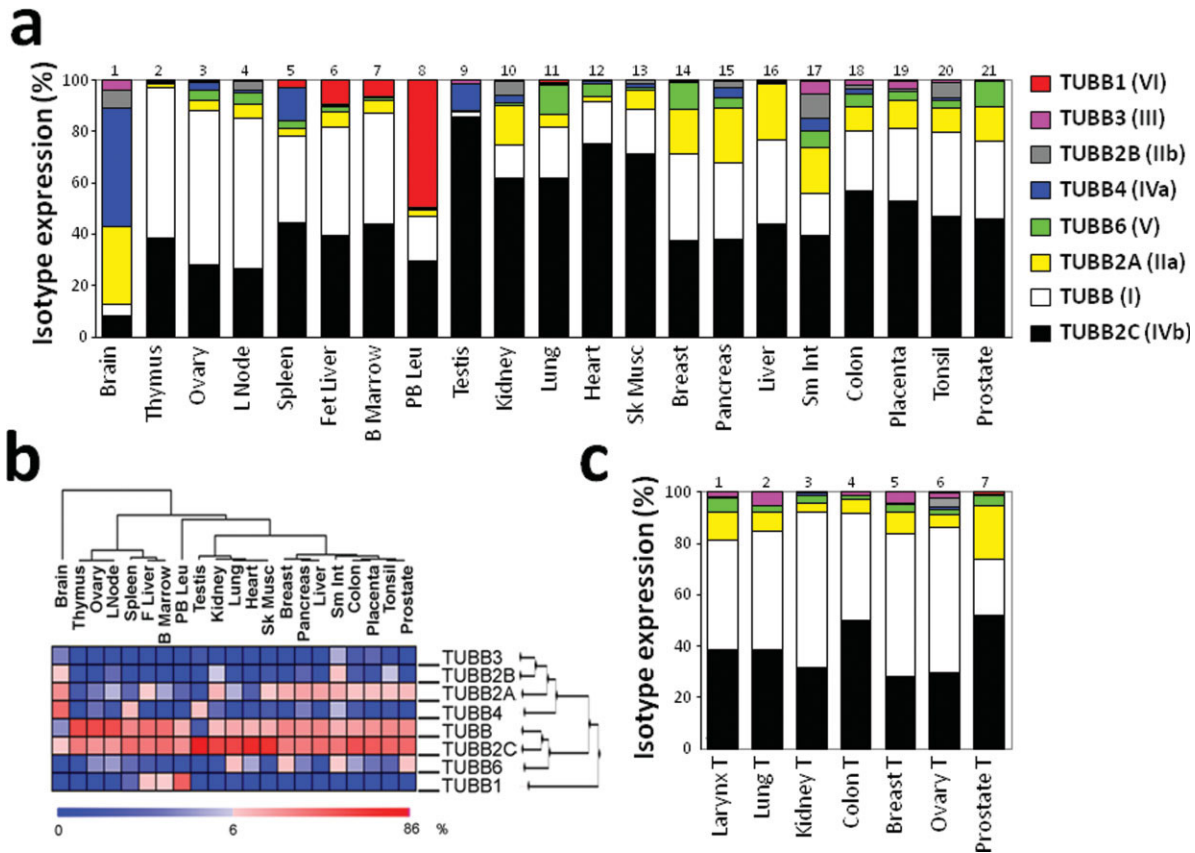 a
Isotype expression (%)
100
80
60
40
20
0
1 2 3 4 5 6 7 8 9 10 11 12 13 14 15 16 17 18 19 20 21
Brain
Thymus
Ovary
L Node
Spleen
Fet Liver
B Marrow
PB Leu
Testis
Kidney
Lung
Heart
Sk Musc
Breast
Pancreas
Liver
Sm Int
Colon
Placenta
Tonsil
Prostate
TUBB1 (VI)
TUBB3 (III)
TUBB2B (IIb)
TUBB4 (IVa)
TUBB6 (V)
TUBB2A (IIa)
TUBB (I)
TUBB2C (IVb)
b
Brain
Thymus
Ovary
LNode
Spleen
F Liver
B Marrow
PB Leu
Testis
Kidney
Lung
Heart
Sk Musc
Breast
Pancreas
Liver
Sm Int
Colon
Placenta
Tonsil
Prostate
TUBB3
TUBB2B
TUBB2A
TUBB4
TUBB
TUBB2C
TUBB6
TUBB1
0 6 86 %
c
Isotype expression (%)
100
80
60
40
20
0
1 2 3 4 5 6 7
Larynx T
Lung T
Kidney T
Colon T
Breast T
Ovary T
Prostate T